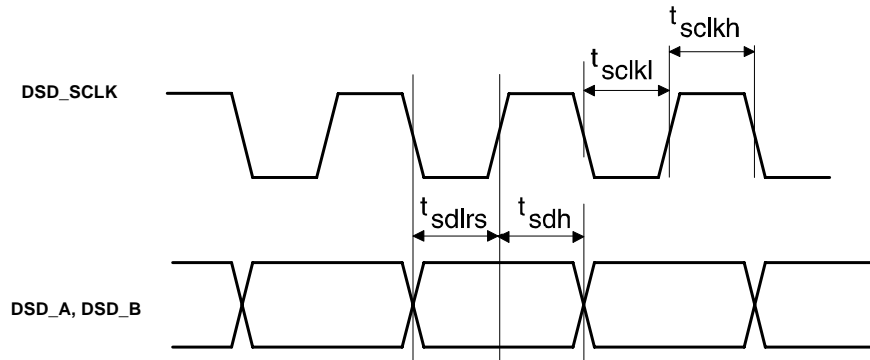 t sclkh
t sclkl
DSD_SCLK
t sdlrs
t sdh
DSD_A, DSD_B